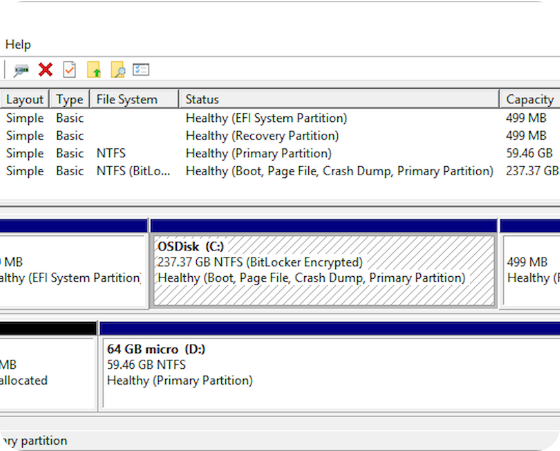 Help
Layout Type File System Status Capacity
Simple Basic Healthy (EFI System Partition) 499 MB
Simple Basic Healthy (Recovery Partition) 499 MB
Simple Basic NTFS Healthy (Primary Partition) 59.46 GB
Simple Basic NTFS (BitLo... Healthy (Boot, Page File, Crash Dump, Primary Partition) 237.37 GB
OSDisk (C:)
MB 237.37 GB NTFS (BitLocker Encrypted) 499 MB
althy (EFI System Partition) Healthy (Boot, Page File, Crash Dump, Primary Partition) Healthy (
64 GB micro (D:)
MB 59.46 GB NTFS
allocated Healthy (Primary Partition)
ary partition